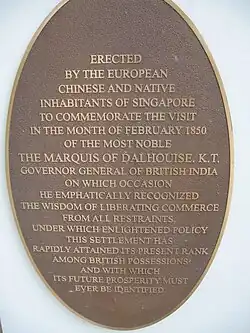 ERECTED
BY THE EUROPEAN
CHINESE AND NATIVE
INHABITANTS OF SINGAPORE
TO COMMEMORATE THE VISIT
IN THE MONTH OF FEBRUARY 1850
OF THE MOST NOBLE
THE MARQUIS OF DALHOUISE, K.T.
GOVERNOR GENERAL OF BRITISH INDIA
ON WHICH OCCASION
HE EMPHATICALLY RECOGNIZED
THE WISDOM OF LIBERATING COMMERCE
FROM ALL RESTRAINTS,
UNDER WHICH ENLIGHTENED POLICY
THIS SETTLEMENT HAS
RAPIDLY ATTAINED ITS PRESENT RANK
AMONG BRITISH POSSESSIONS
AND WITH WHICH
ITS FUTURE PROSPERITY MUST
EVER BE IDENTIFIED